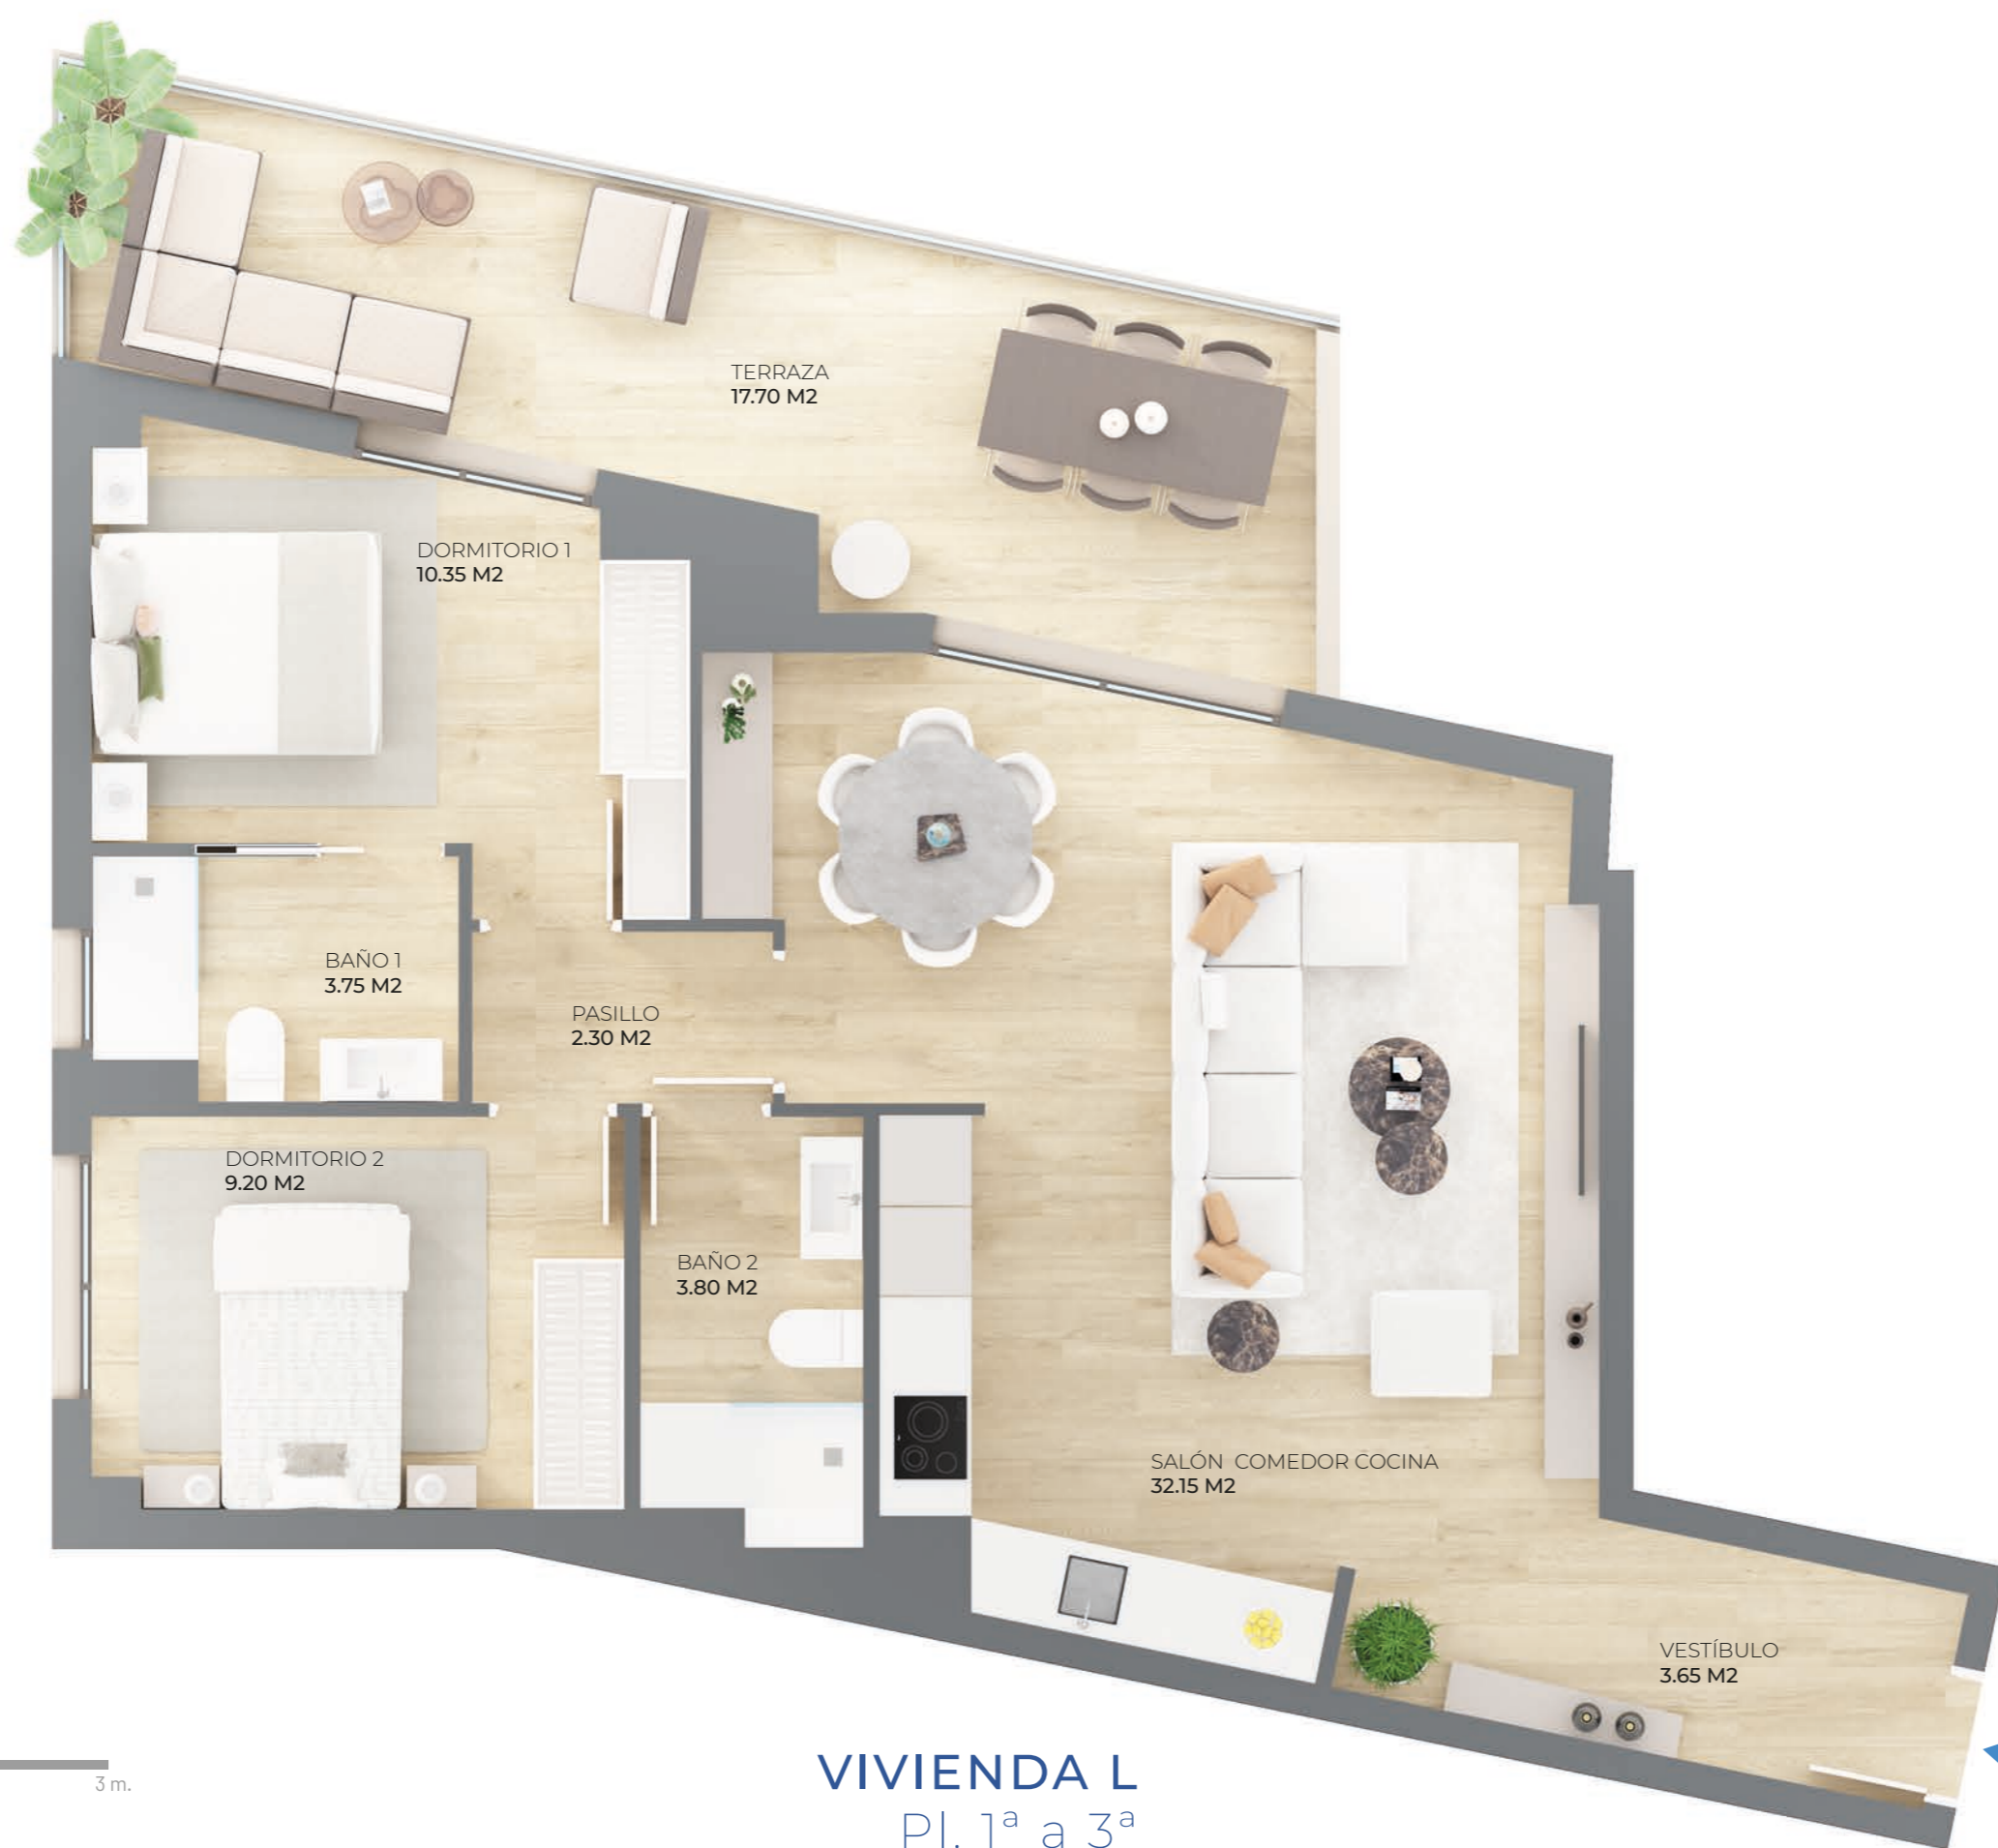 TERRAZA
17.70 M2
DORMITORIO 1
10.35 M2
BAÑO 1
3.75 M2
PASILLO
2.30 M2
DORMITORIO 2
9.20 M2
BAÑO 2
3.80 M2
SALÓN COMEDOR COCINA
32.15 M2
VESTÍBULO
3.65 M2
3 m.
VIVIENDA L
Pl. 1ª a 3ª